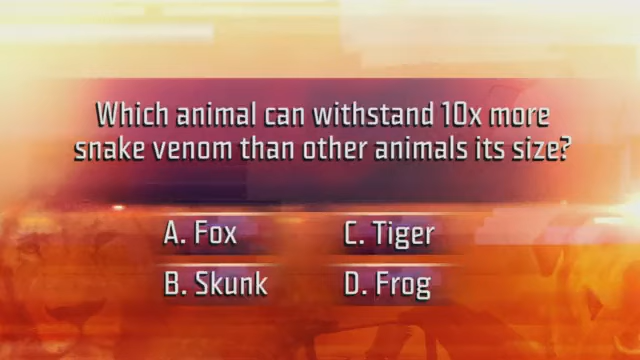 Which animal can withstand 10x more
snake venom than other animals its size?
A. Fox
C. Tiger
B. Skunk
D. Frog